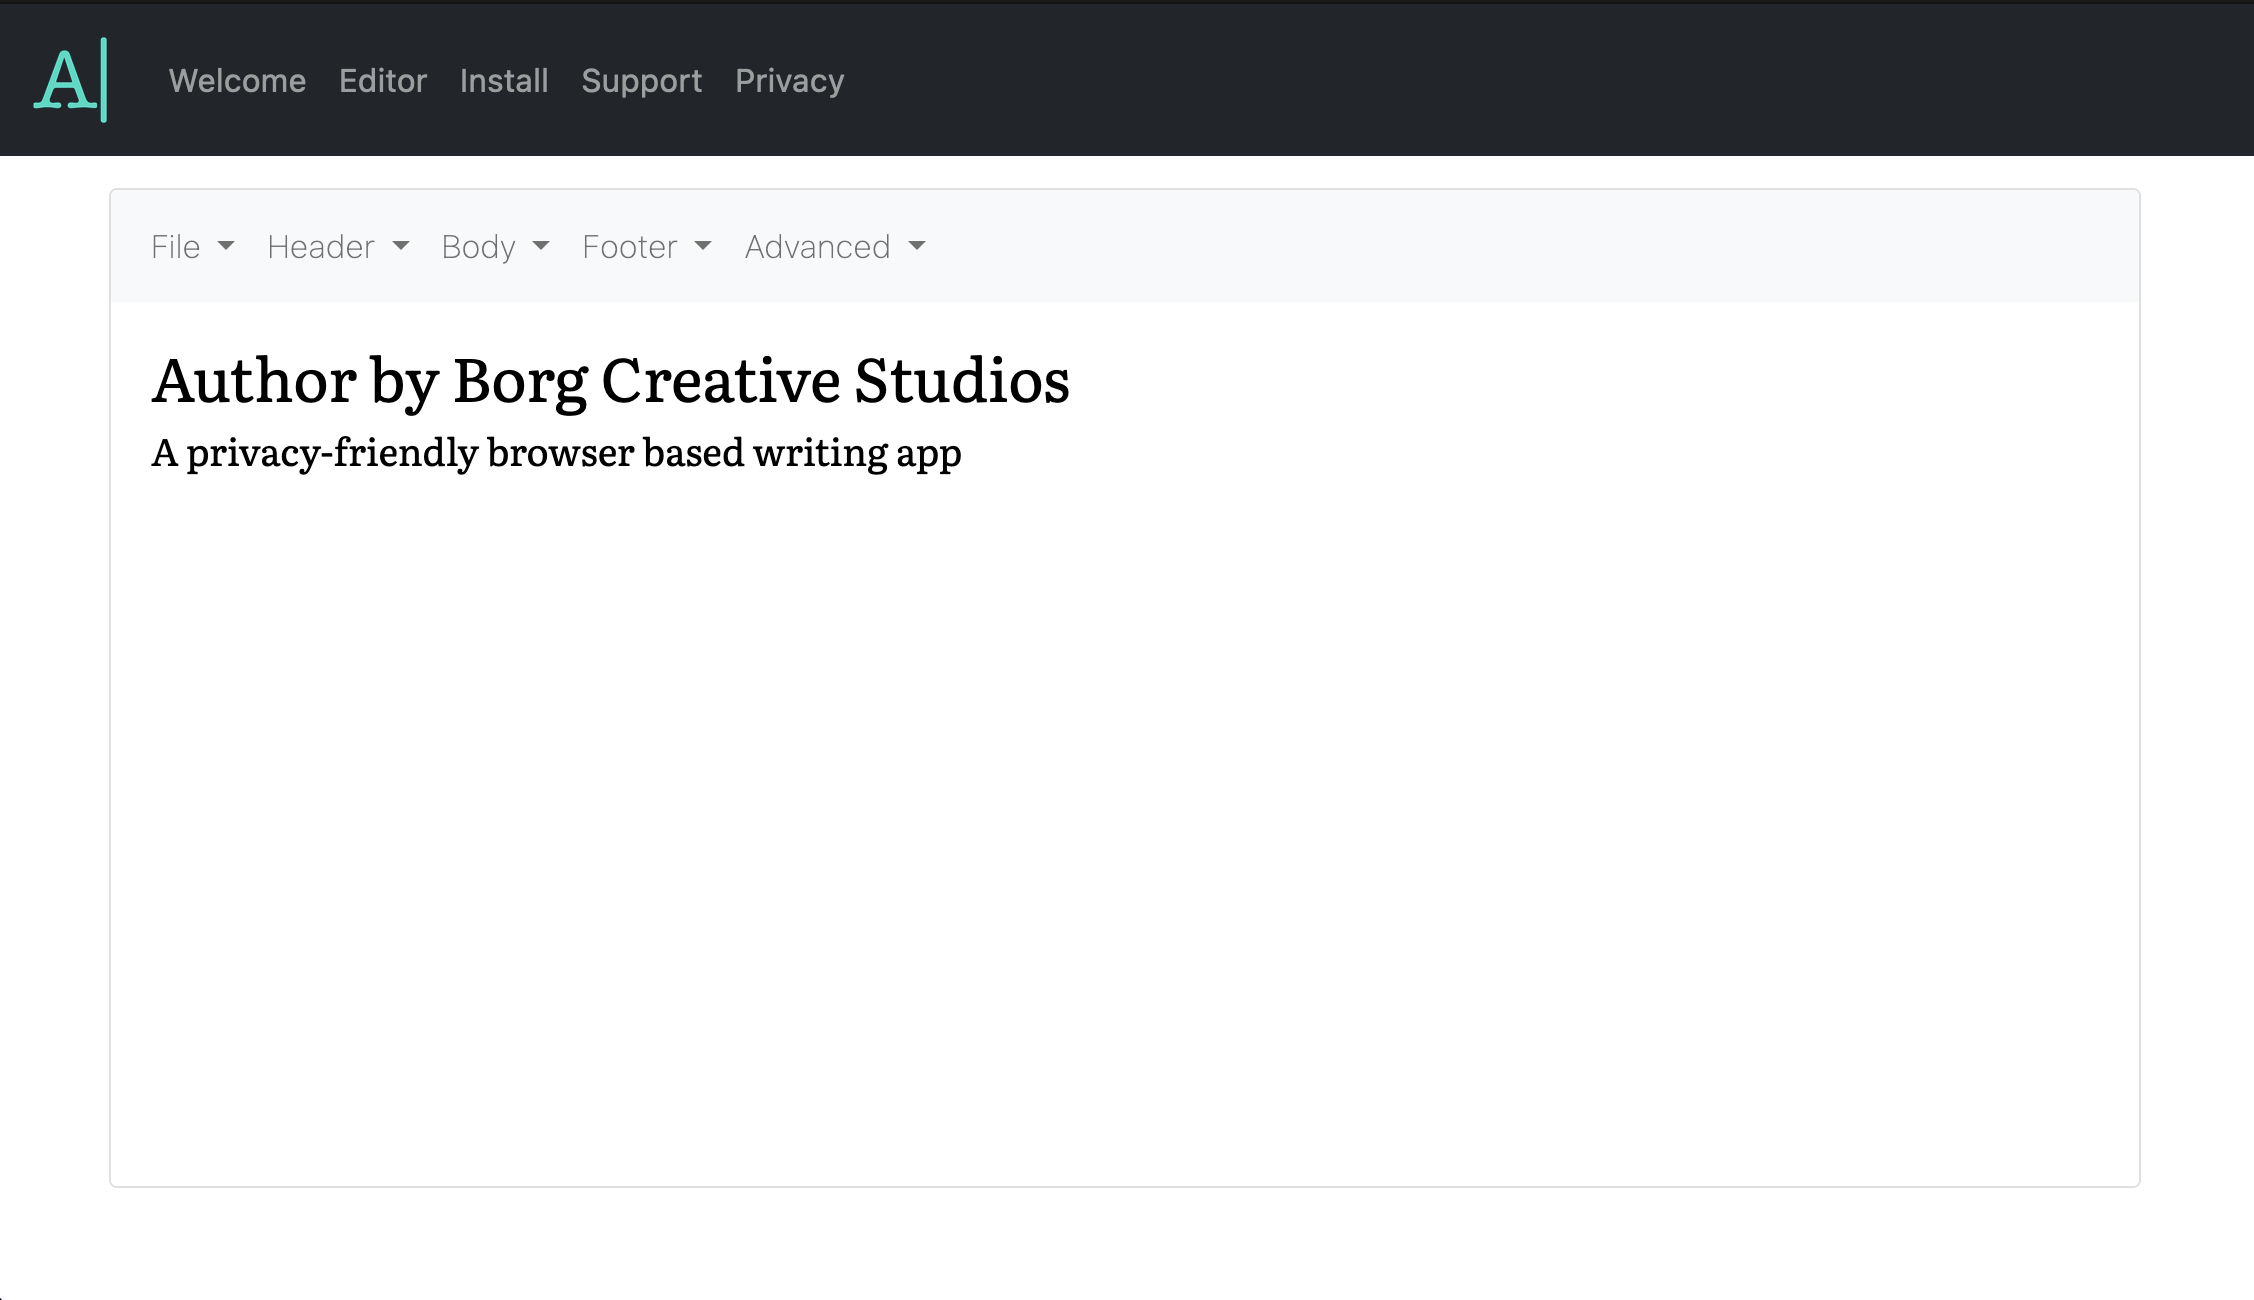 A|
Welcome Editor Install Support Privacy
File Header Body Footer Advanced
Author by Borg Creative Studios
A privacy-friendly browser based writing app